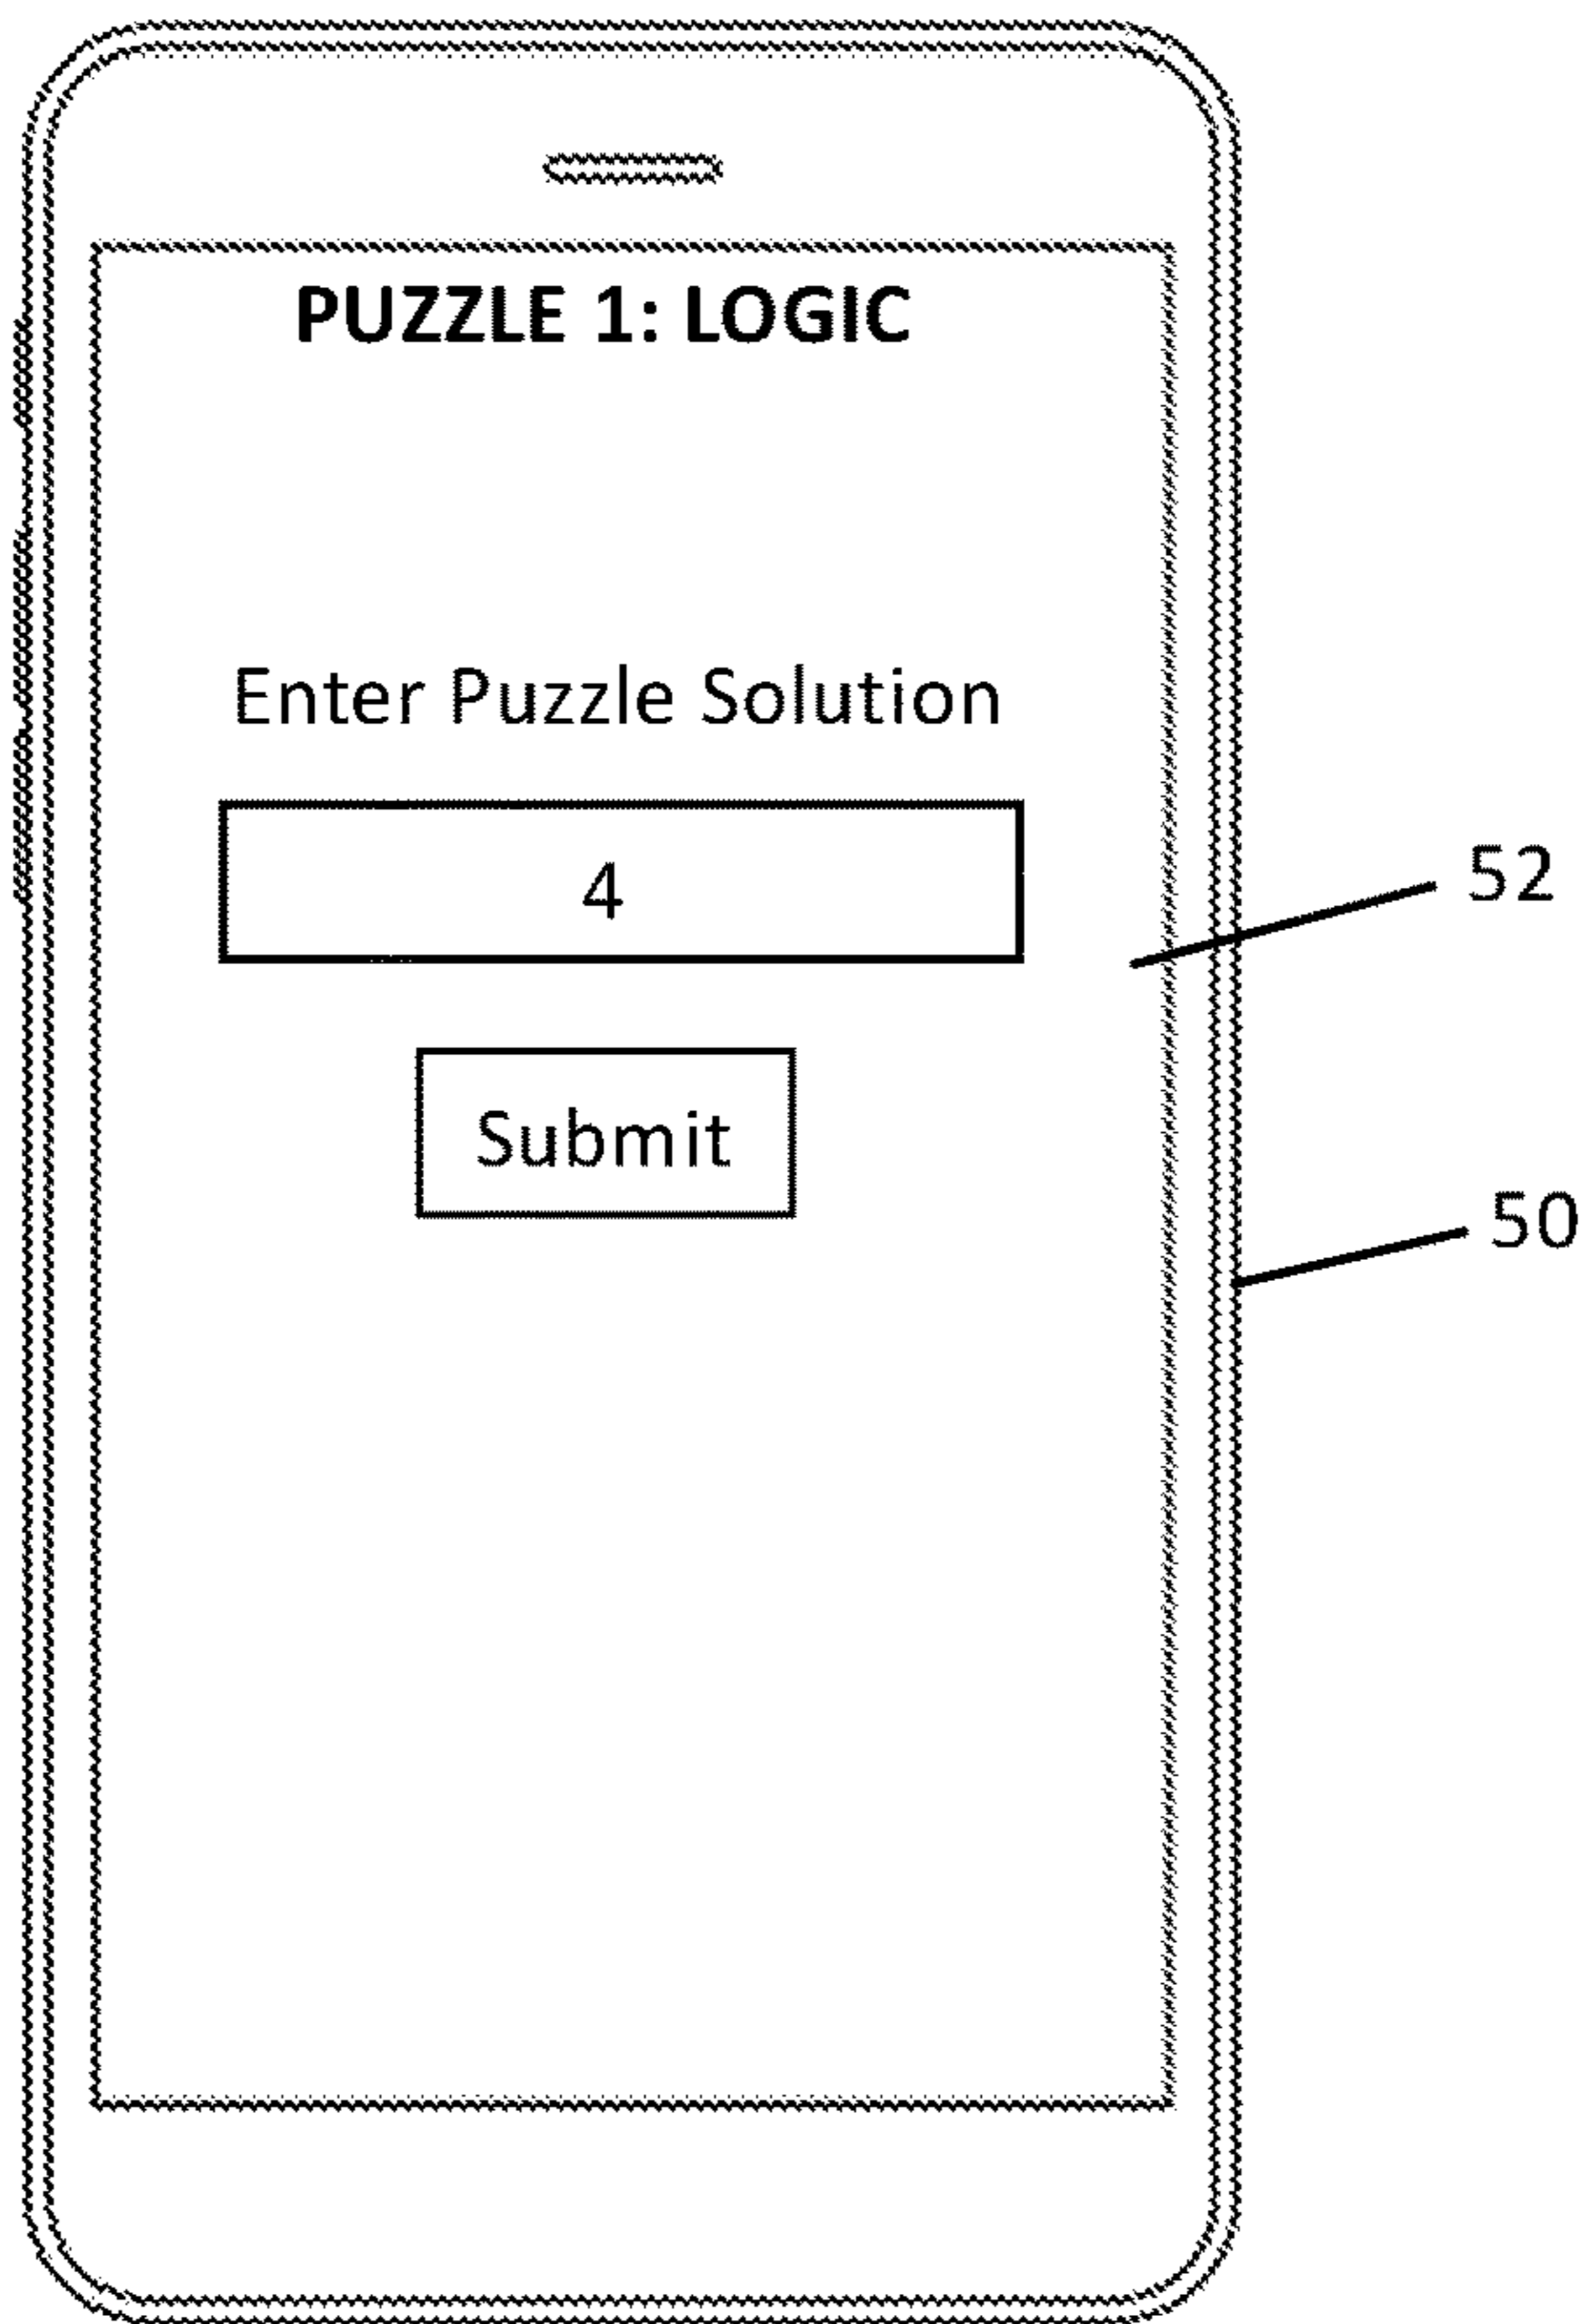 PUZZLE 1: LOGIC
Enter Puzzle Solution
4
52
Submit
50